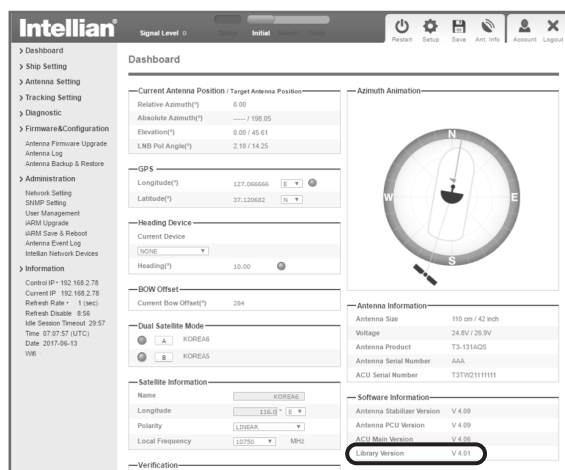 Intellian®
Signal Level 0
Setup Initial Search Track
Restart Setup Save Ant. Info Account Logout
Dashboard
Ship Setting
Antenna Setting
Tracking Setting
Diagnostic
Firmware&Configuration
Antenna Firmware Upgrade
Antenna Log
Antenna Backup & Restore
Administration
Network Setting
SNMP Setting
User Management
iARM Upgrade
iARM Save & Reboot
Antenna Event Log
Intellian Network Devices
Information
Control IP · 192.168.2.78
Current IP 192.168.2.78
Refresh Rate · 1 (sec)
Refresh Disable 8:56
Idle Session Timeout 29:57
Time 07:07:57 (UTC)
Date 2017-06-13
Wifi
Dashboard
Current Antenna Position / Target Antenna Position
Relative Azimuth(°) 0.00
Absolute Azimuth(°) ----- / 198.05
Elevation(°) 0.00 / 45.61
LNB Pol Angle(°) 2.10 / 14.25
GPS
Longitude(°) 127.066666 E
Latitude(°) 37.120682 N
Heading Device
Current Device
NONE
Heading(°) 10.00
BOW Offset
Current Bow Offset(°) 284
Dual Satellite Mode
A KOREA6
B KOREA5
Satellite Information
Name KOREA6
Longitude 116.0 ° E
Polarity LINEAR
Local Frequency 10750 MHz
Verification
Azimuth Animation
N
W E
S
Antenna Information
Antenna Size 110 cm / 42 inch
Voltage 24.8V / 26.9V
Antenna Product T3-131AQS
Antenna Serial Number AAA
ACU Serial Number T3TW21111111
Software Information
Antenna Stabilizer Version V 4.09
Antenna PCU Version V 4.09
ACU Main Version V 4.06
Library Version V 4.01